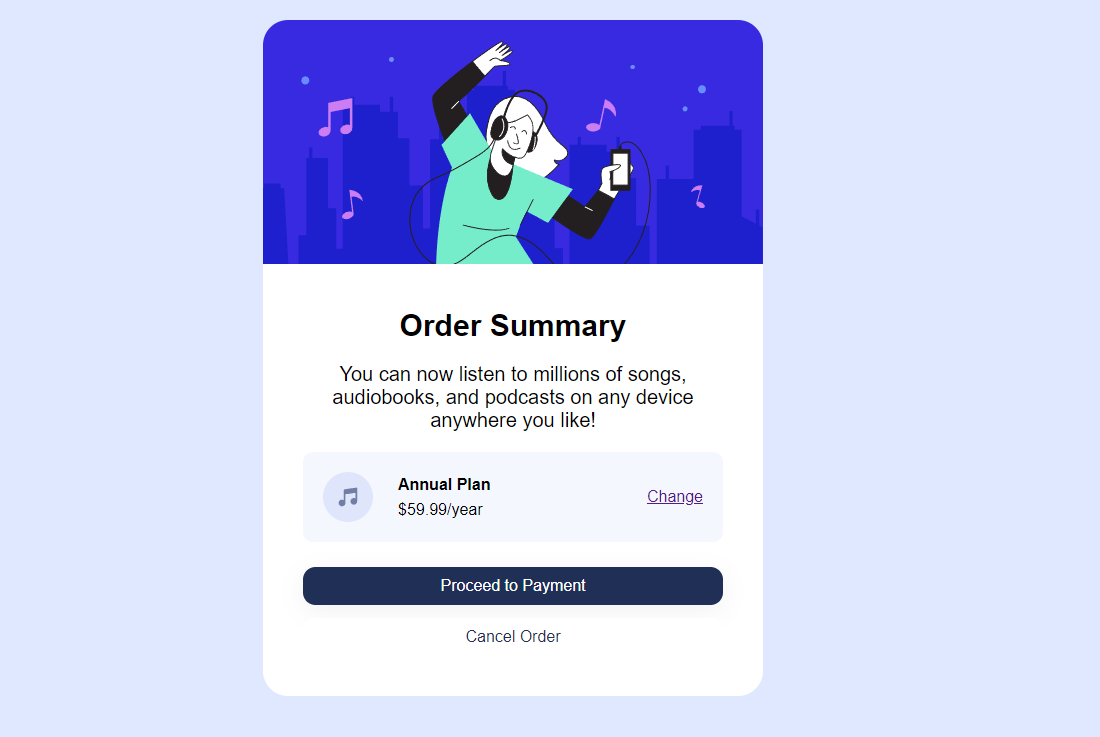 Order Summary
You can now listen to millions of songs,
audiobooks, and podcasts on any device
anywhere you like!
Annual Plan
$59.99/year
Change
Proceed to Payment
Cancel Order